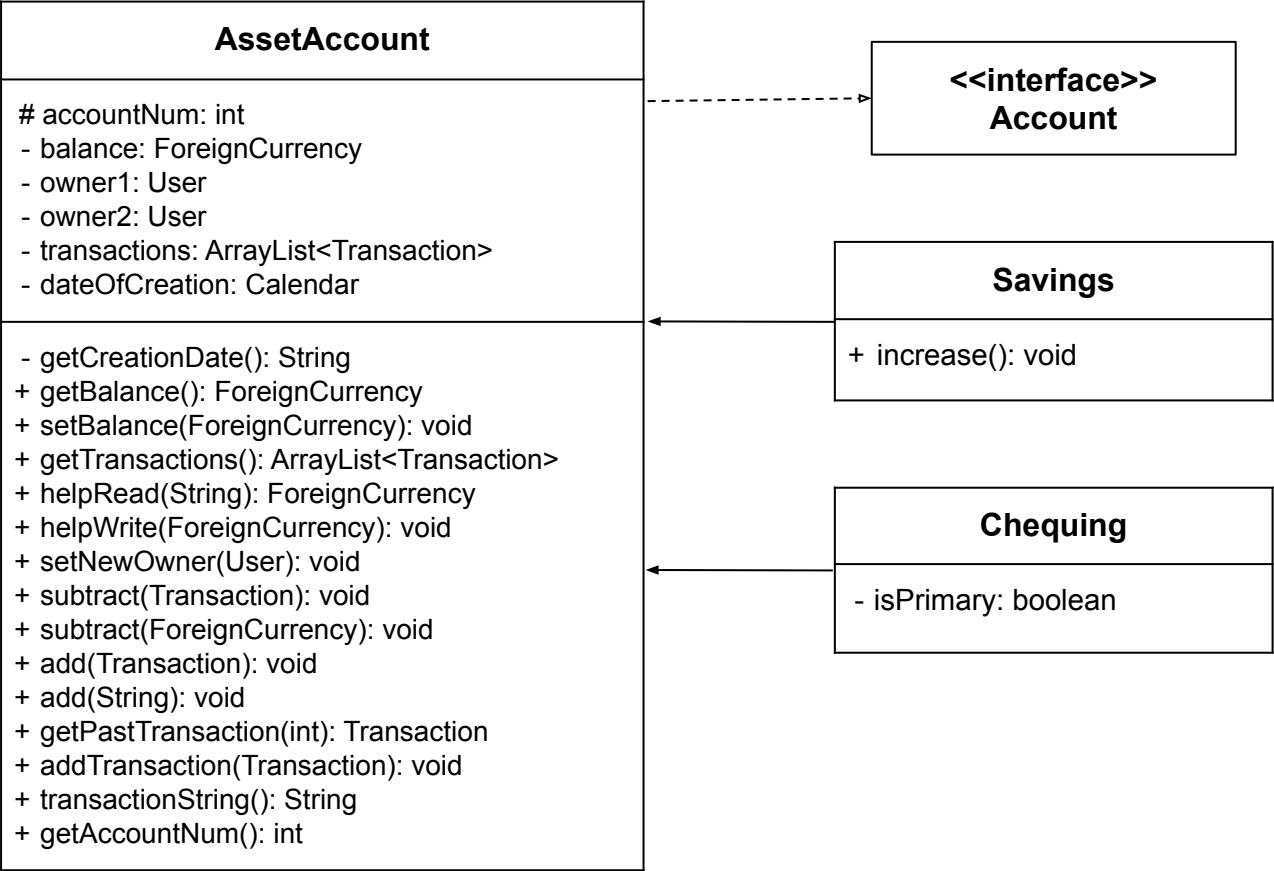 AssetAccount
# accountNum: int
- balance: ForeignCurrency
- owner1: User
- owner2: User
- transactions: ArrayList<Transaction>
- dateOfCreation: Calendar
- getCreationDate(): String
+ getBalance(): ForeignCurrency
+ setBalance(ForeignCurrency): void
+ getTransactions(): ArrayList<Transaction>
+ helpRead(String): ForeignCurrency
+ helpWrite(ForeignCurrency): void
+ setNewOwner(User): void
+ subtract(Transaction): void
+ subtract(ForeignCurrency): void
+ add(Transaction): void
+ add(String): void
+ getPastTransaction(int): Transaction
+ addTransaction(Transaction): void
+ transactionString(): String
+ getAccountNum(): int
<<interface>>
Account
Savings
+ increase(): void
Chequing
- isPrimary: boolean